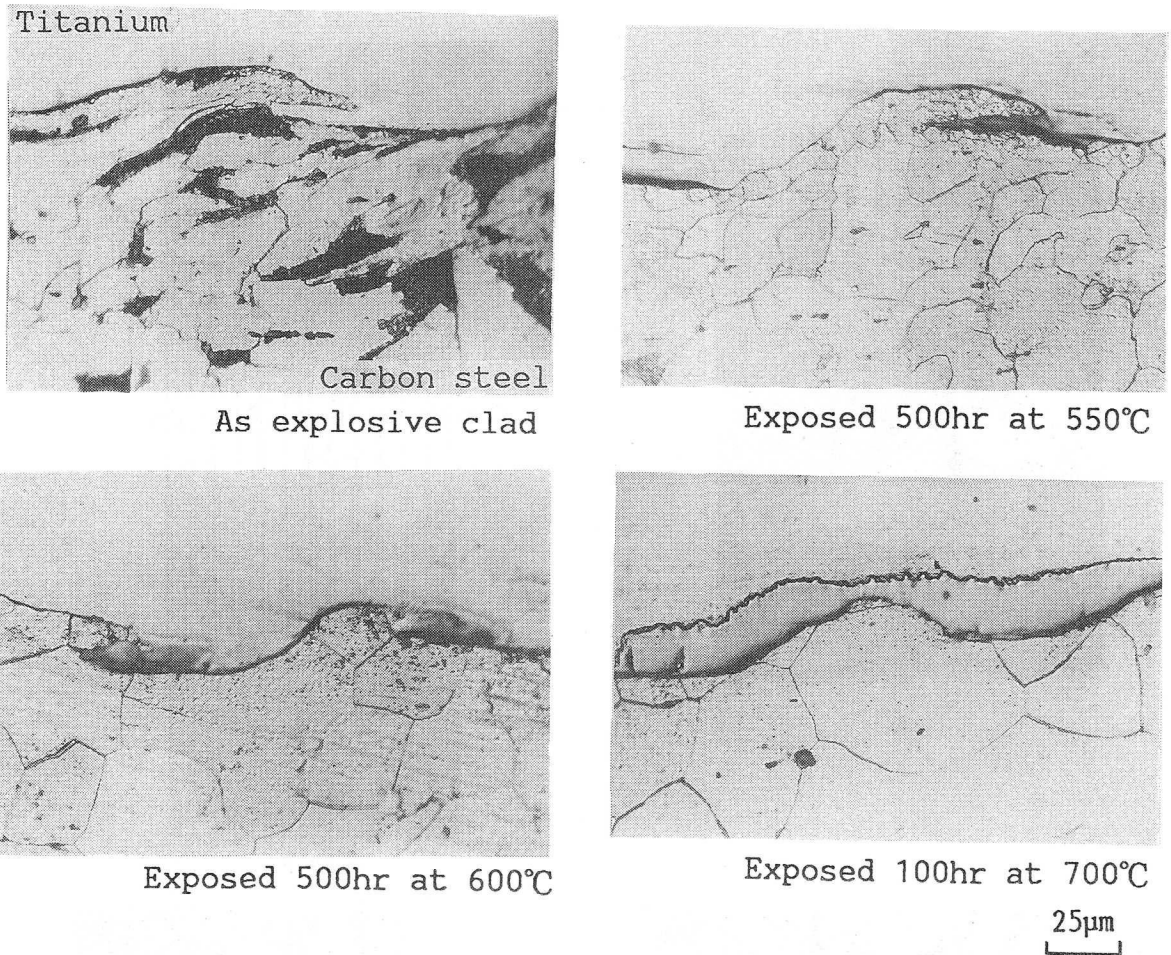 Titanium
Carbon steel
As explosive clad
Exposed 500hr at 550℃
Exposed 500hr at 600℃
Exposed 100hr at 700℃
25μm